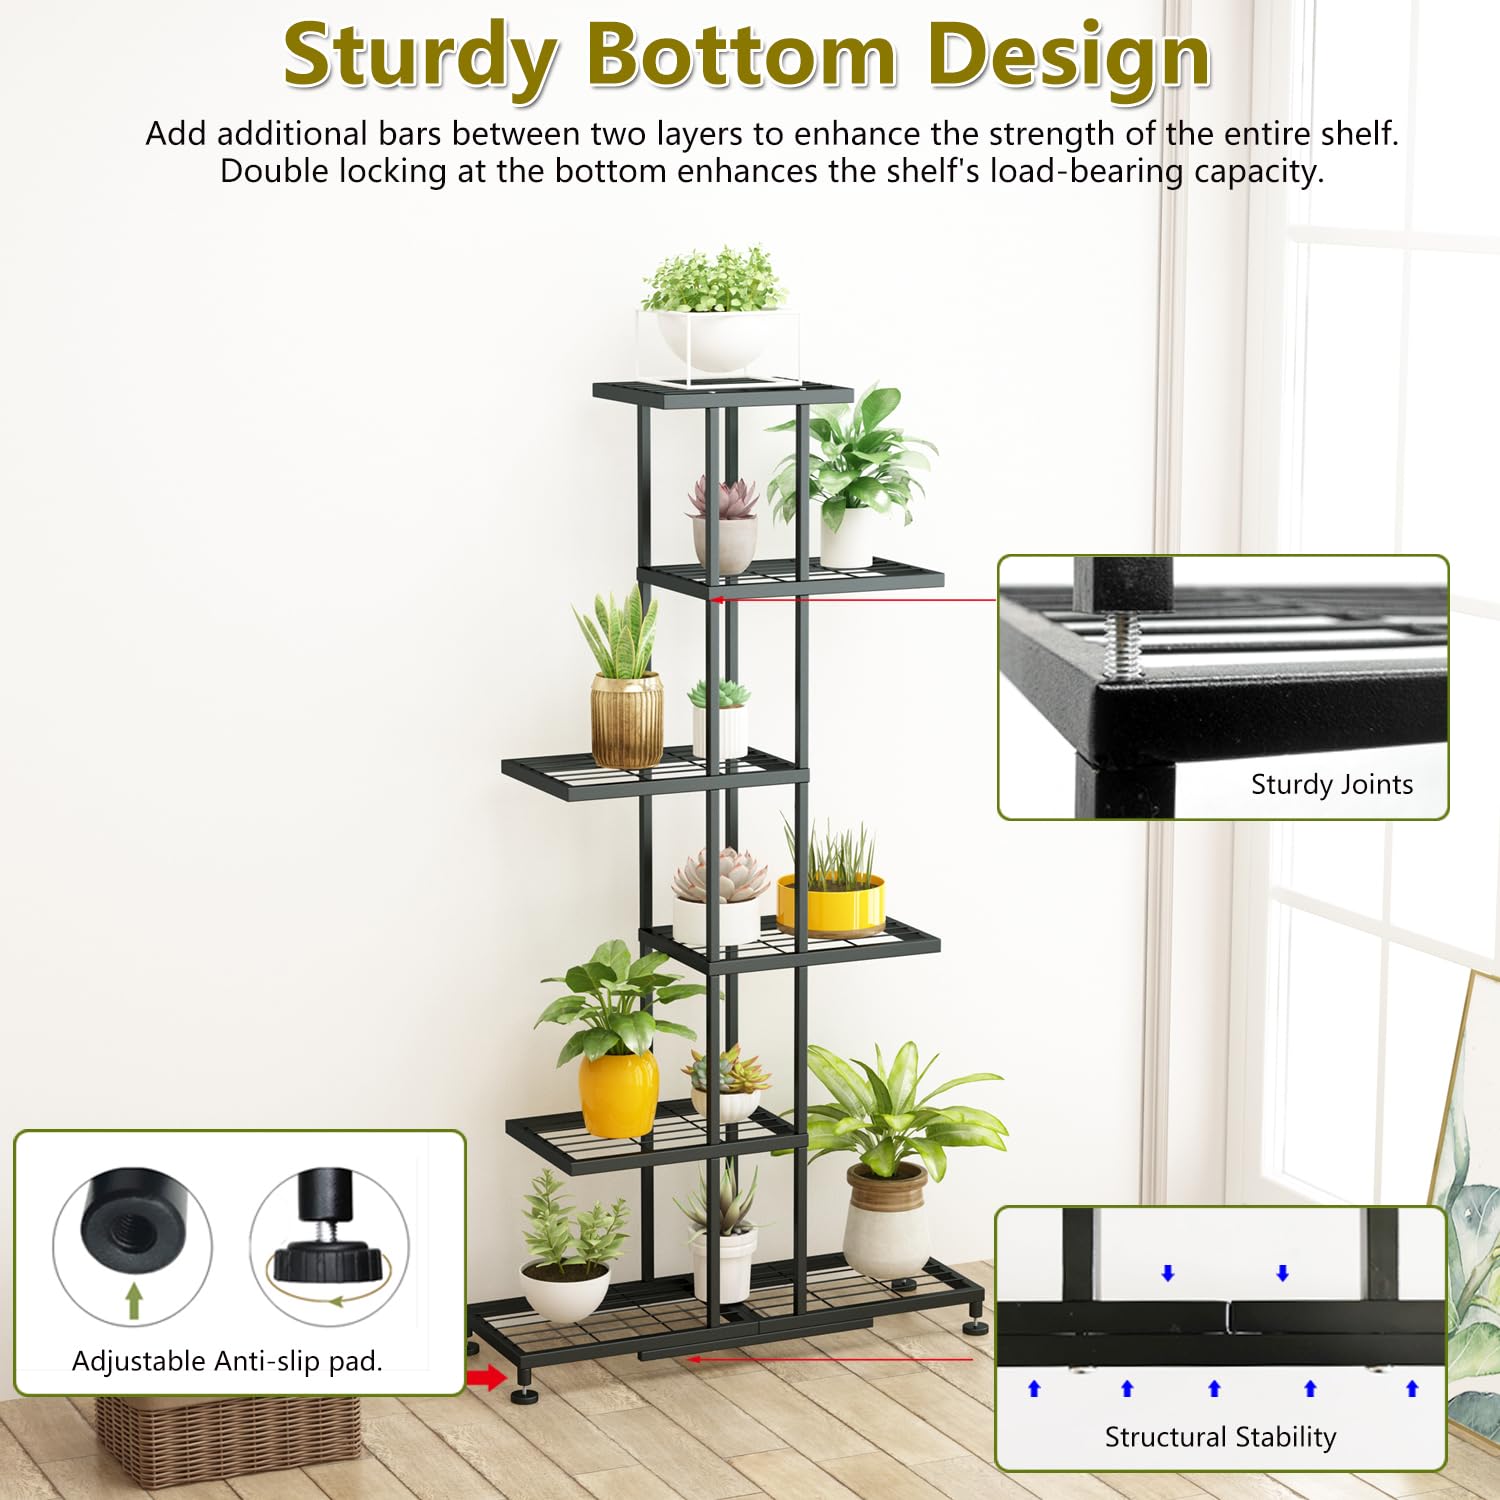 Sturdy Bottom Design
Add additional bars between two layers to enhance the strength of the entire shelf.
Double locking at the bottom enhances the shelf's load-bearing capacity.
Sturdy Joints
Adjustable Anti-slip pad.
Structural Stability